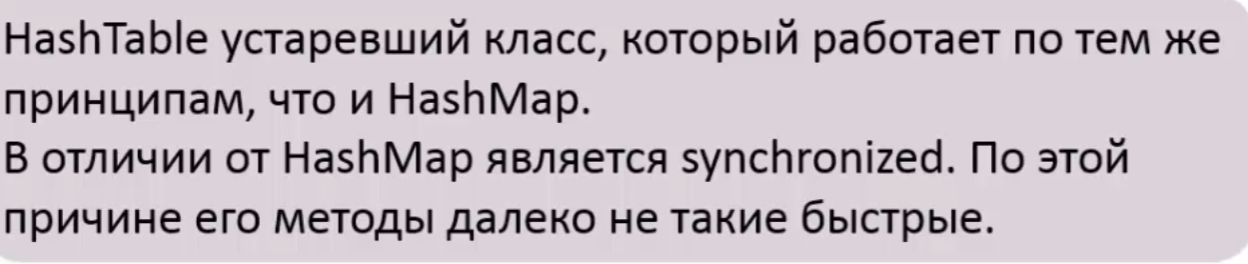 HashTable устаревший класс, который работает по тем же
принципам, что и HashMap.
В отличии от HashMap является synchronized. По этой
причине его методы далеко не такие быстрые.